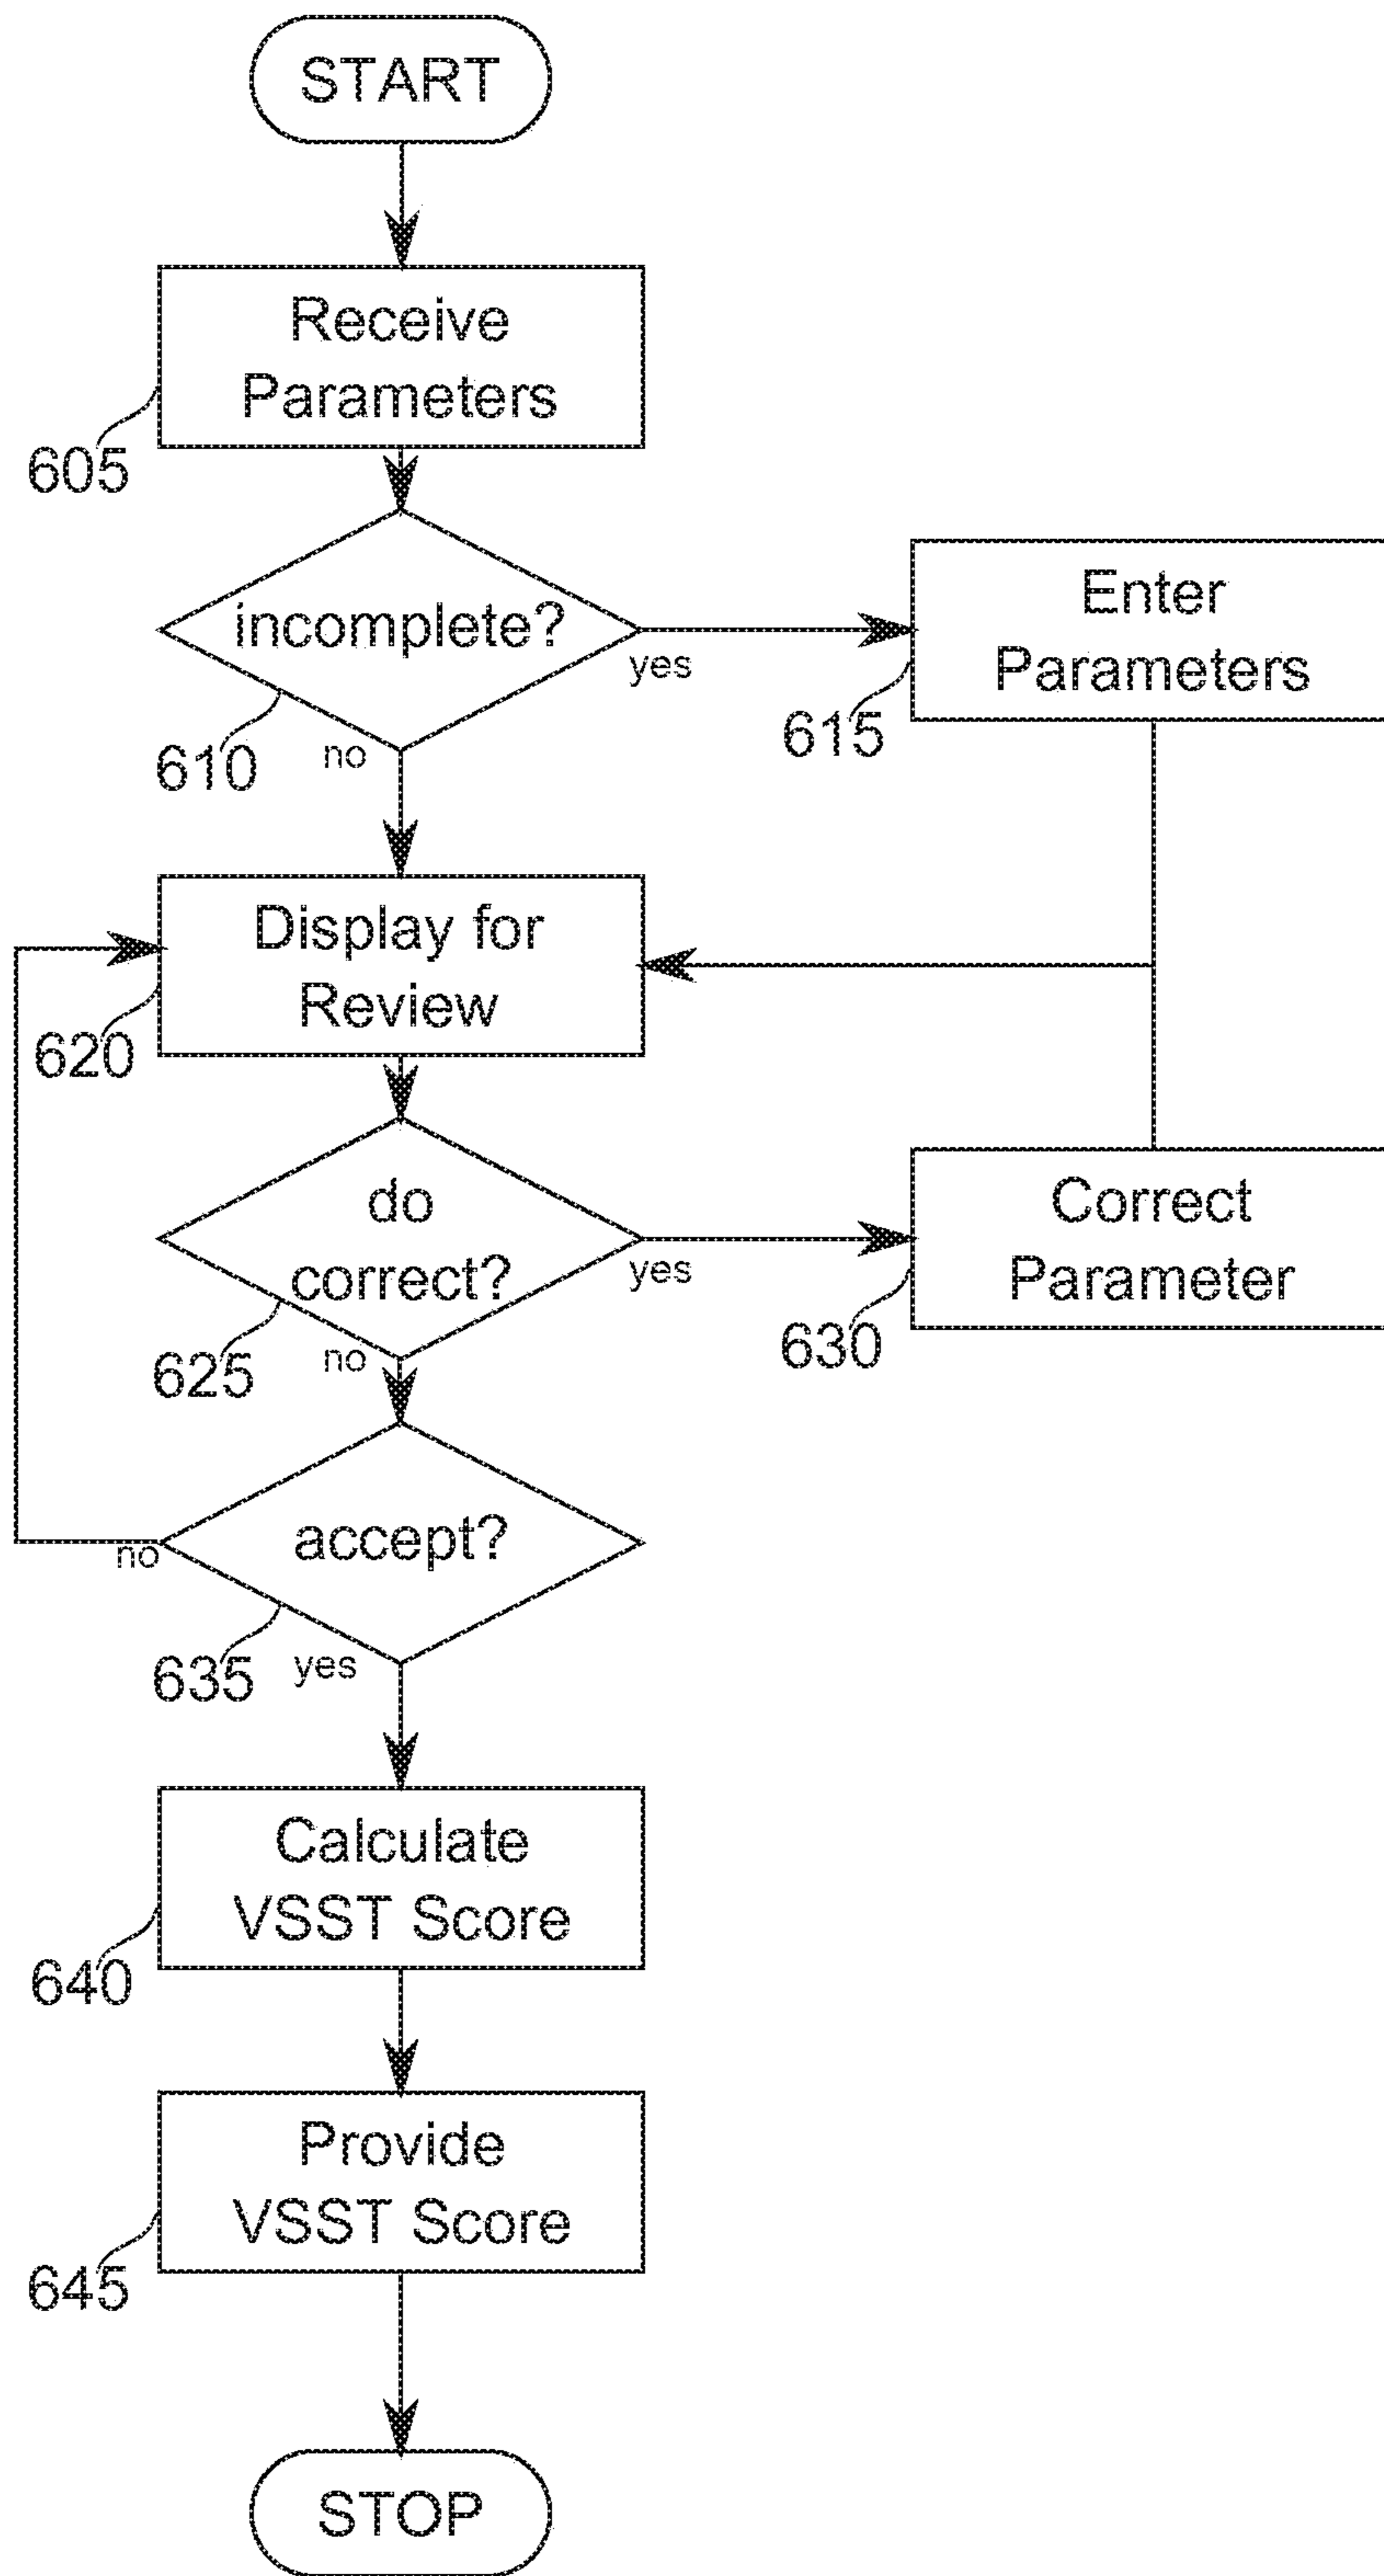 START
Receive
Parameters
605
incomplete?
yes
610
no
Enter
Parameters
615
Display for
Review
620
do
correct?
yes
625
no
Correct
Parameter
630
accept?
no
635
yes
Calculate
VSST Score
640
Provide
VSST Score
645
STOP